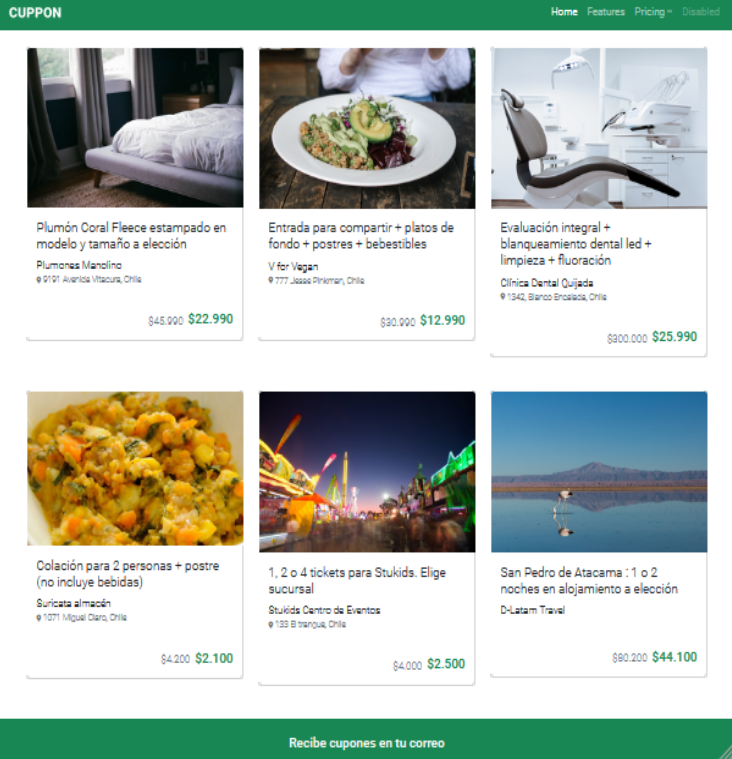 CUPPON
Home Features Pricing Disabled
Plumón Coral Fleece estampado en
modelo y tamaño a elección
Plumones Manolino
9191 Avenida Vitacura, Chile
$45.990 $22.990
Entrada para compartir + platos de
fondo + postres + bebestibles
V for Vegan
777 Jesse Pinkman, Chile
$30.990 $12.990
Evaluación integral +
blanqueamiento dental led +
limpieza + fluoración
Clínica Dental Quijada
1342, Blanco Encalada, Chile
$300.000 $25.990
Colación para 2 personas + postre
(no incluye bebidas)
Suricata almacén
1071 Miguel Claro, Chile
$4.200 $2.100
1, 2 o 4 tickets para Stukids. Elige
sucursal
Stukids Centro de Eventos
133 El tranque, Chile
$4.000 $2.500
San Pedro de Atacama : 1 o 2
noches en alojamiento a elección
D-Latam Travel
$80.200 $44.100
Recibe cupones en tu correo